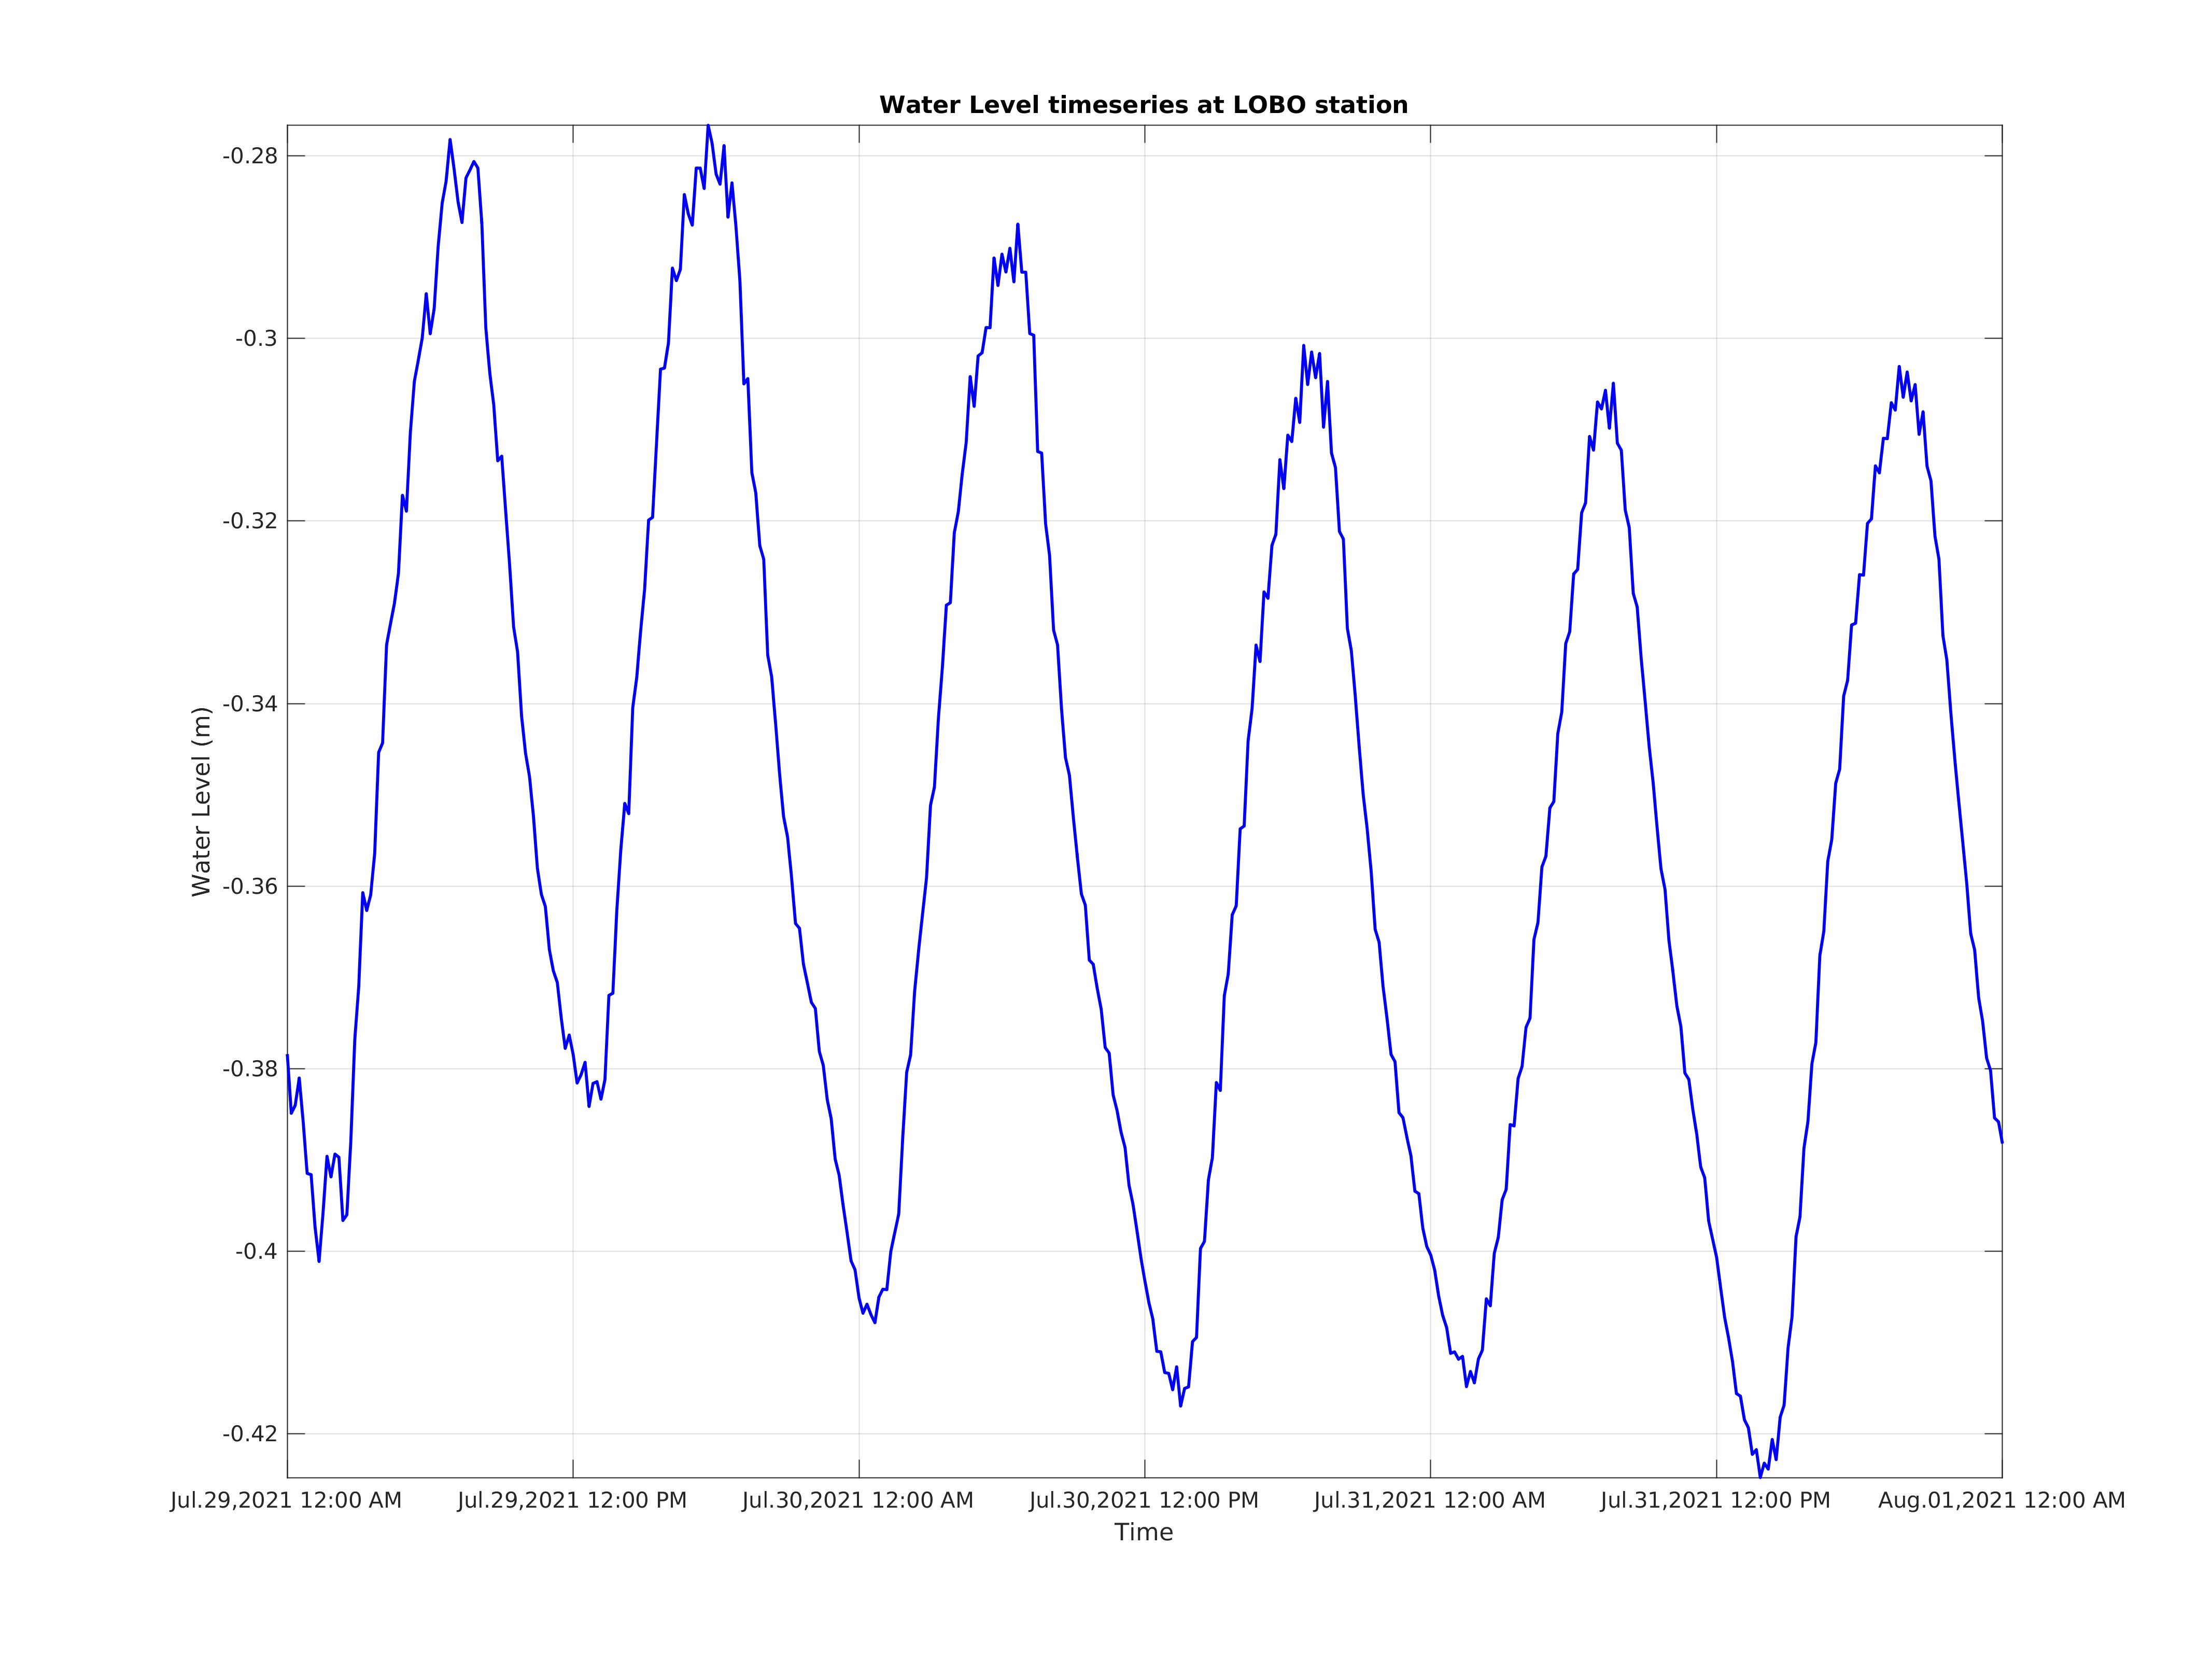 Water Level timeseries at LOBO station
-0.28
-0.3
-0.32
-0.34
-0.36
-0.38
-0.4
-0.42
Water Level (m)
Jul.29,2021 12:00 AM Jul.29,2021 12:00 PM Jul.30,2021 12:00 AM Jul.30,2021 12:00 PM Jul.31,2021 12:00 AM Jul.31,2021 12:00 PM Aug.01,2021 12:00 AM
Time